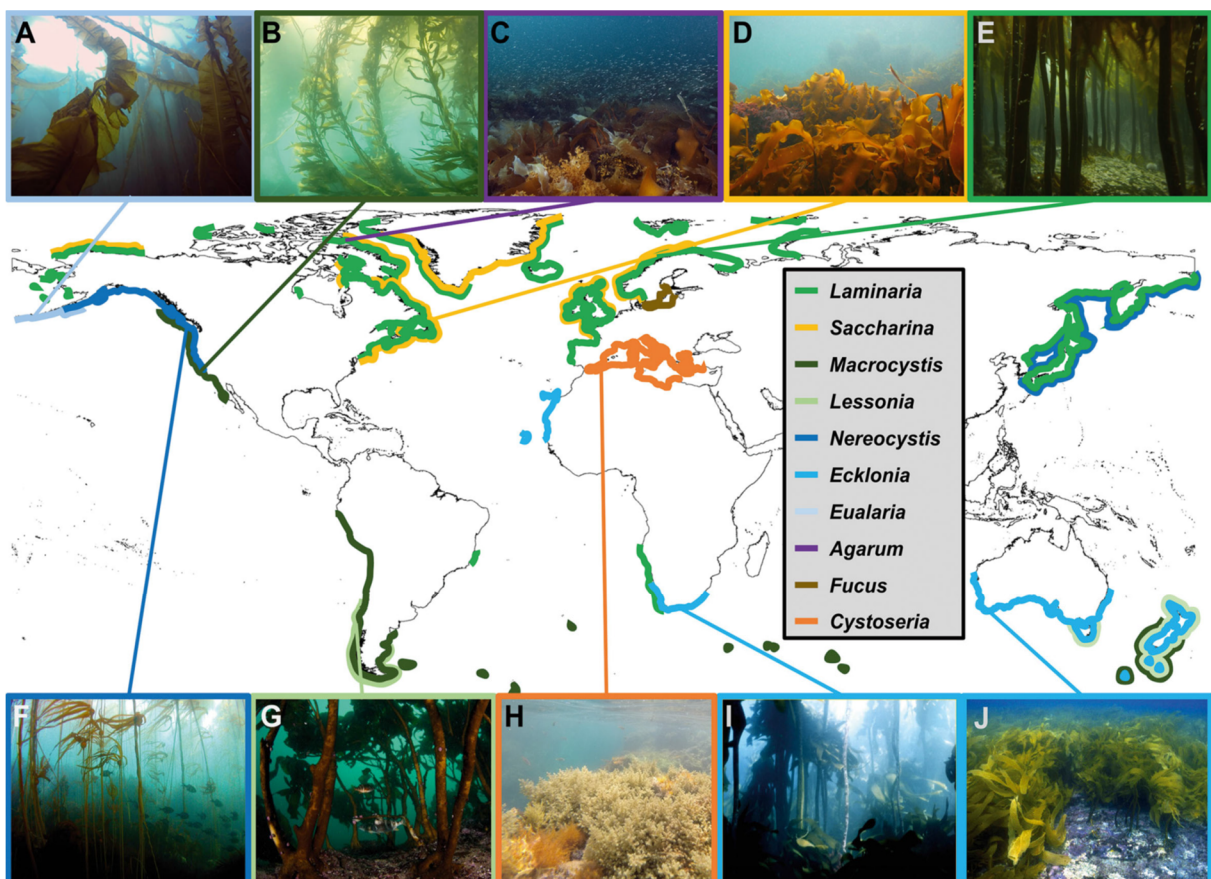 A
B
C
D
E
Laminaria
Saccharina
Macrocystis
Lessonia
Nereocystis
Ecklonia
Eualaria
Agarum
Fucus
Cystoseria
F
G
H
I
J